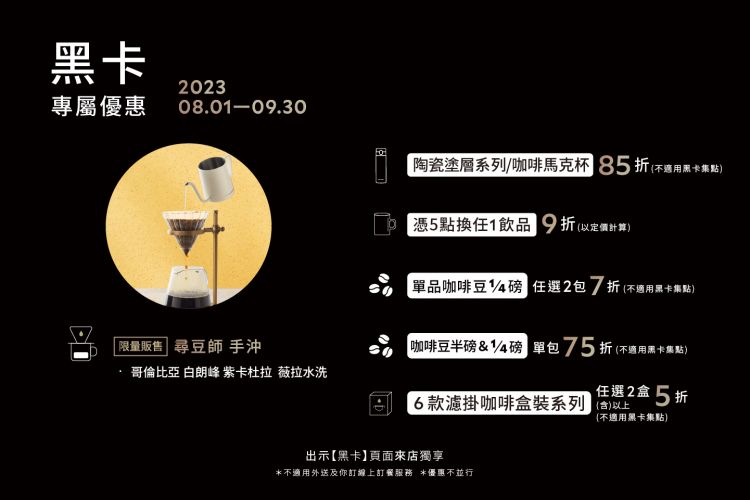 黑卡
專屬優惠
2023
08.01—09.30
陶瓷塗層系列/咖啡馬克杯 85折(不適用黑卡集點)
憑5點換任1飲品 9折(以定價計算)
單品咖啡豆1/4磅 任選2包7折(不適用黑卡集點)
咖啡豆半磅&1/4磅 單包75折(不適用黑卡集點)
6款濾掛咖啡盒裝系列 任選2盒(含)以上 5折
(不適用黑卡集點)
限量販售 尋豆師 手沖
· 哥倫比亞 白朗峰 紫卡杜拉 薇拉水洗
出示【黑卡】頁面來店獨享
*不適用外送及你訂線上訂餐服務 *優惠不並行